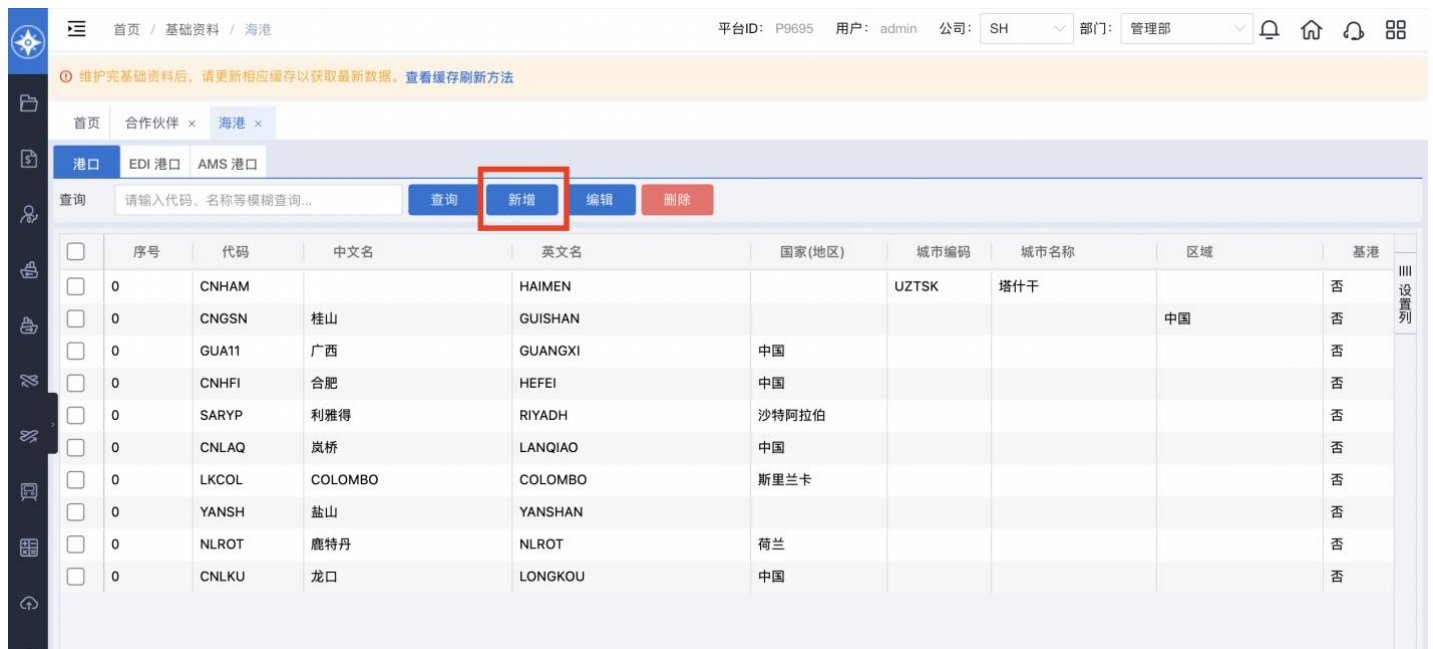 首页 / 基础资料 / 海港 平台ID: P9695 用户: admin 公司: SH 部门: 管理部
维护完基础资料后，请更新相应缓存以获取最新数据。查看缓存刷新方法
首页 合作伙伴 × 海港 ×
港口 EDI 港口 AMS 港口
查询 请输入代码、名称等模糊查询... 查询 新增 编辑 删除
序号 代码 中文名 英文名 国家(地区) 城市编码 城市名称 区域 基港
设置列
0 CNHAM HAIMEN UZTSK 塔什干 否
0 CNGSN 桂山 GUISHAN 中国 否
0 GUA11 广西 GUANGXI 中国 否
0 CNHFI 合肥 HEFEI 中国 否
0 SARYP 利雅得 RIYADH 沙特阿拉伯 否
0 CNLAQ 岚桥 LANQIAO 中国 否
0 LKCOL COLOMBO COLOMBO 斯里兰卡 否
0 YANSH 盐山 YANSHAN 否
0 NLROT 鹿特丹 NLROT 荷兰 否
0 CNLKU 龙口 LONGKOU 中国 否